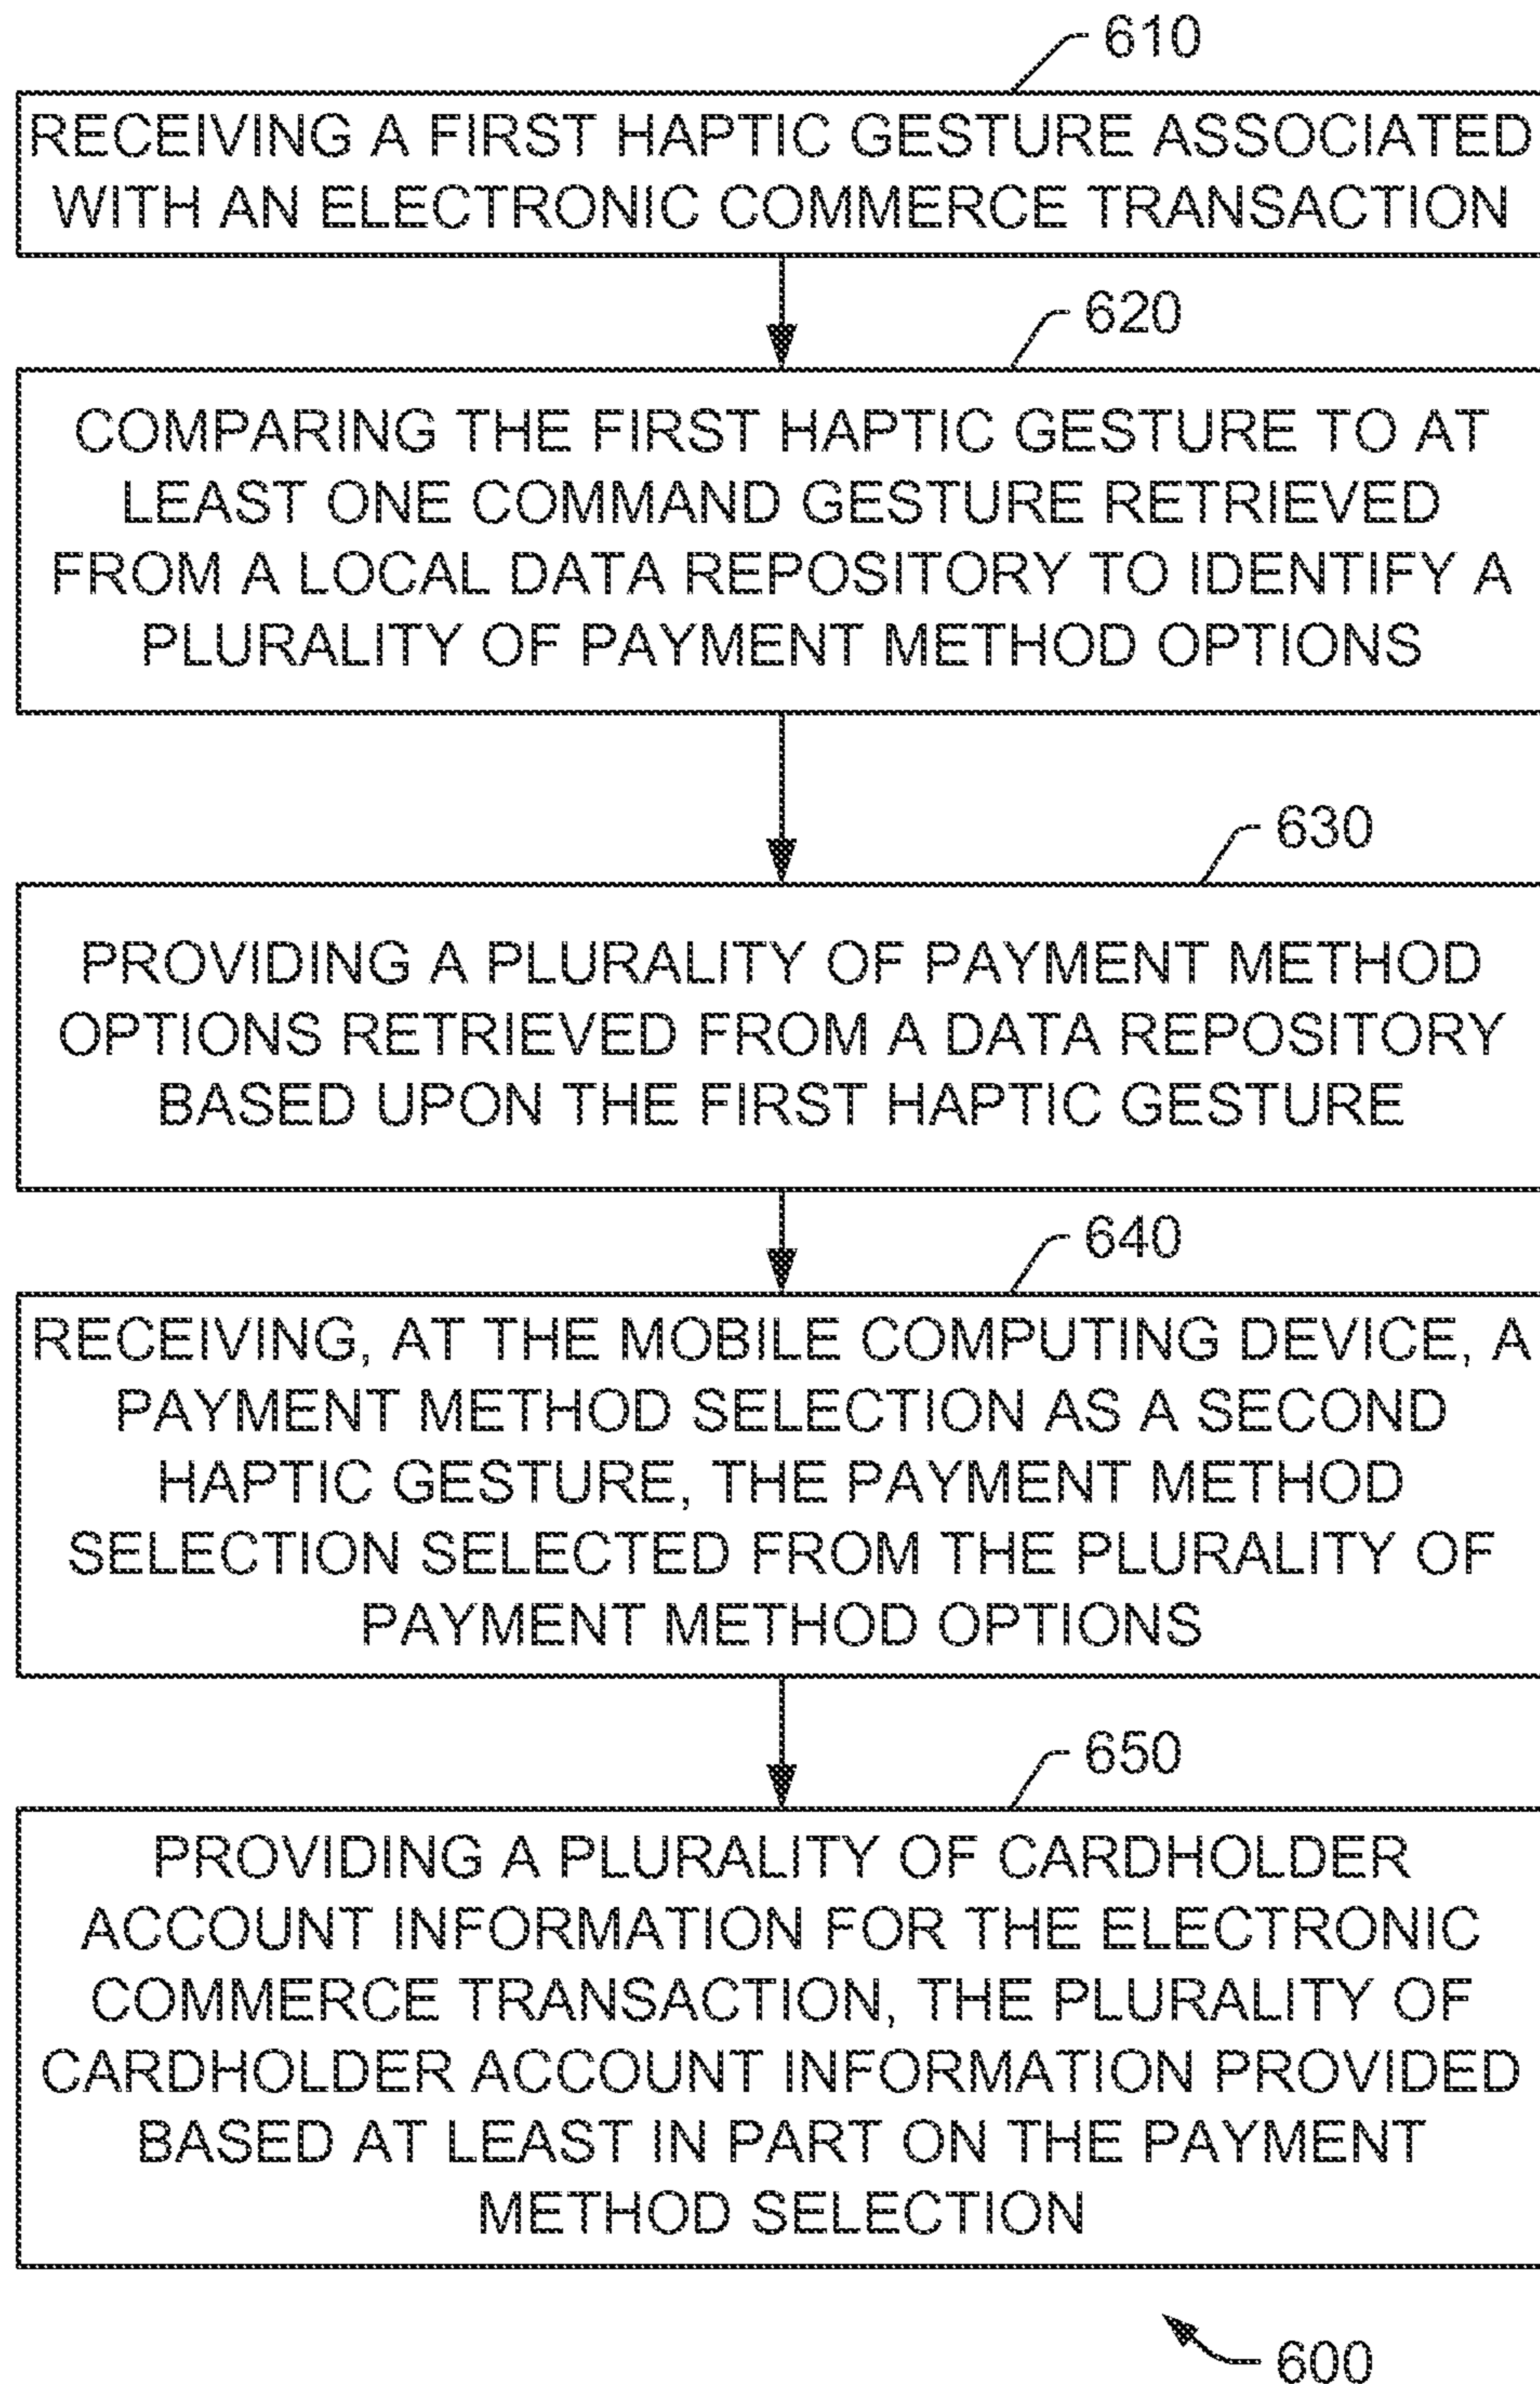 610
RECEIVING A FIRST HAPTIC GESTURE ASSOCIATED
WITH AN ELECTRONIC COMMERCE TRANSACTION
620
COMPARING THE FIRST HAPTIC GESTURE TO AT
LEAST ONE COMMAND GESTURE RETRIEVED
FROM A LOCAL DATA REPOSITORY TO IDENTIFY A
PLURALITY OF PAYMENT METHOD OPTIONS
630
PROVIDING A PLURALITY OF PAYMENT METHOD
OPTIONS RETRIEVED FROM A DATA REPOSITORY
BASED UPON THE FIRST HAPTIC GESTURE
640
RECEIVING, AT THE MOBILE COMPUTING DEVICE, A
PAYMENT METHOD SELECTION AS A SECOND
HAPTIC GESTURE, THE PAYMENT METHOD
SELECTION SELECTED FROM THE PLURALITY OF
PAYMENT METHOD OPTIONS
650
PROVIDING A PLURALITY OF CARDHOLDER
ACCOUNT INFORMATION FOR THE ELECTRONIC
COMMERCE TRANSACTION, THE PLURALITY OF
CARDHOLDER ACCOUNT INFORMATION PROVIDED
BASED AT LEAST IN PART ON THE PAYMENT
METHOD SELECTION
600